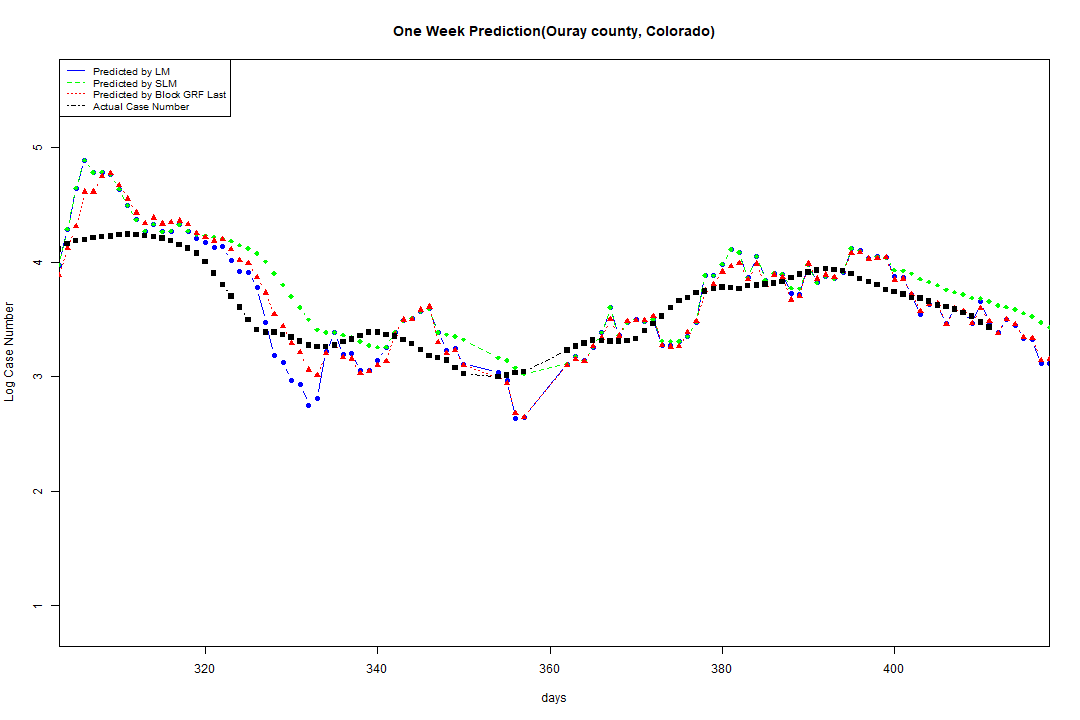 One Week Prediction(Ouray county, Colorado)
Predicted by LM
Predicted by SLM
Predicted by Block GRF Last
Actual Case Number
5
4
3
2
1
Log Case Number
320
340
360
380
400
days